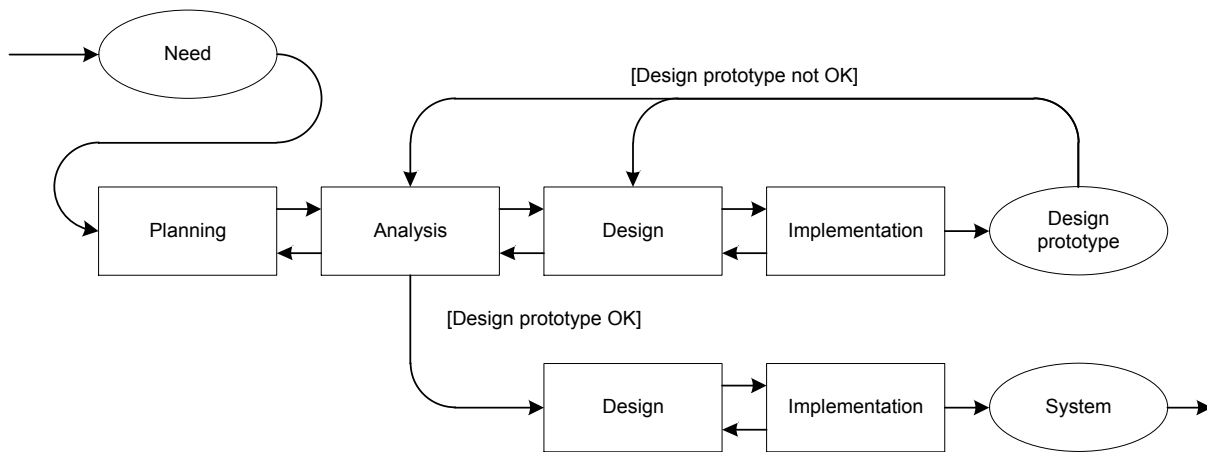 Need
[Design prototype not OK]
Planning
Analysis
Design
Implementation
Design
prototype
[Design prototype OK]
Design
Implementation
System